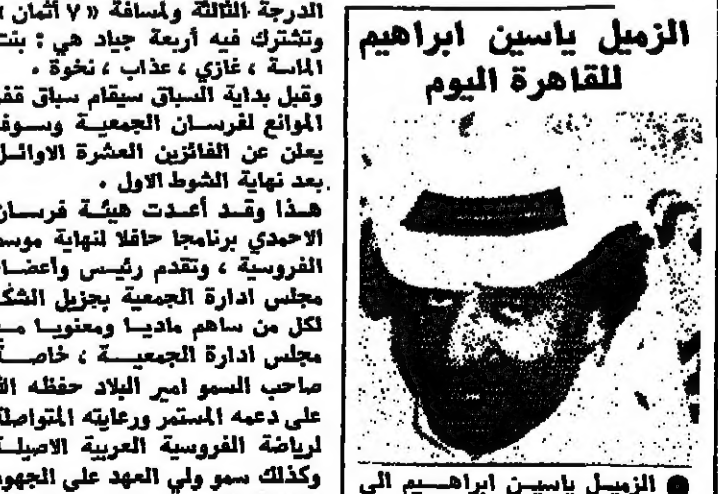 الزميل ياسين ابراهيم
للقاهرة اليوم
● الزميل ياسين ابراهيم الى
الدرجة الثالثة ولمسافة « ٧ أثمان »
وتشترك فيه أربعة جياد هي : بنت
الماسة ، غازي ، عذاب ، نخوة .
وقبل بداية السباق سيقام سباق قفز
الموانع لفرسان الجمعية وسوف
يعلن عن الفائزين العشرة الاوائل
بعد نهاية الشوط الاول .
هذا وقد أعدت هيئة فرسان
الاحمدي برنامجا حافلا لنهاية موسم
الفروسية ، وتقدم رئيس واعضاء
مجلس ادارة الجمعية بجزيل الشكر
لكل من ساهم ماديا ومعنويا مع
مجلس ادارة الجمعية ، خاصة
صاحب السمو امير البلاد حفظه الله
على دعمه المستمر ورعايته المتواصلة
لرياضة الفروسية العربية الاصيلة
وكذلك سمو ولي العهد على الجهود